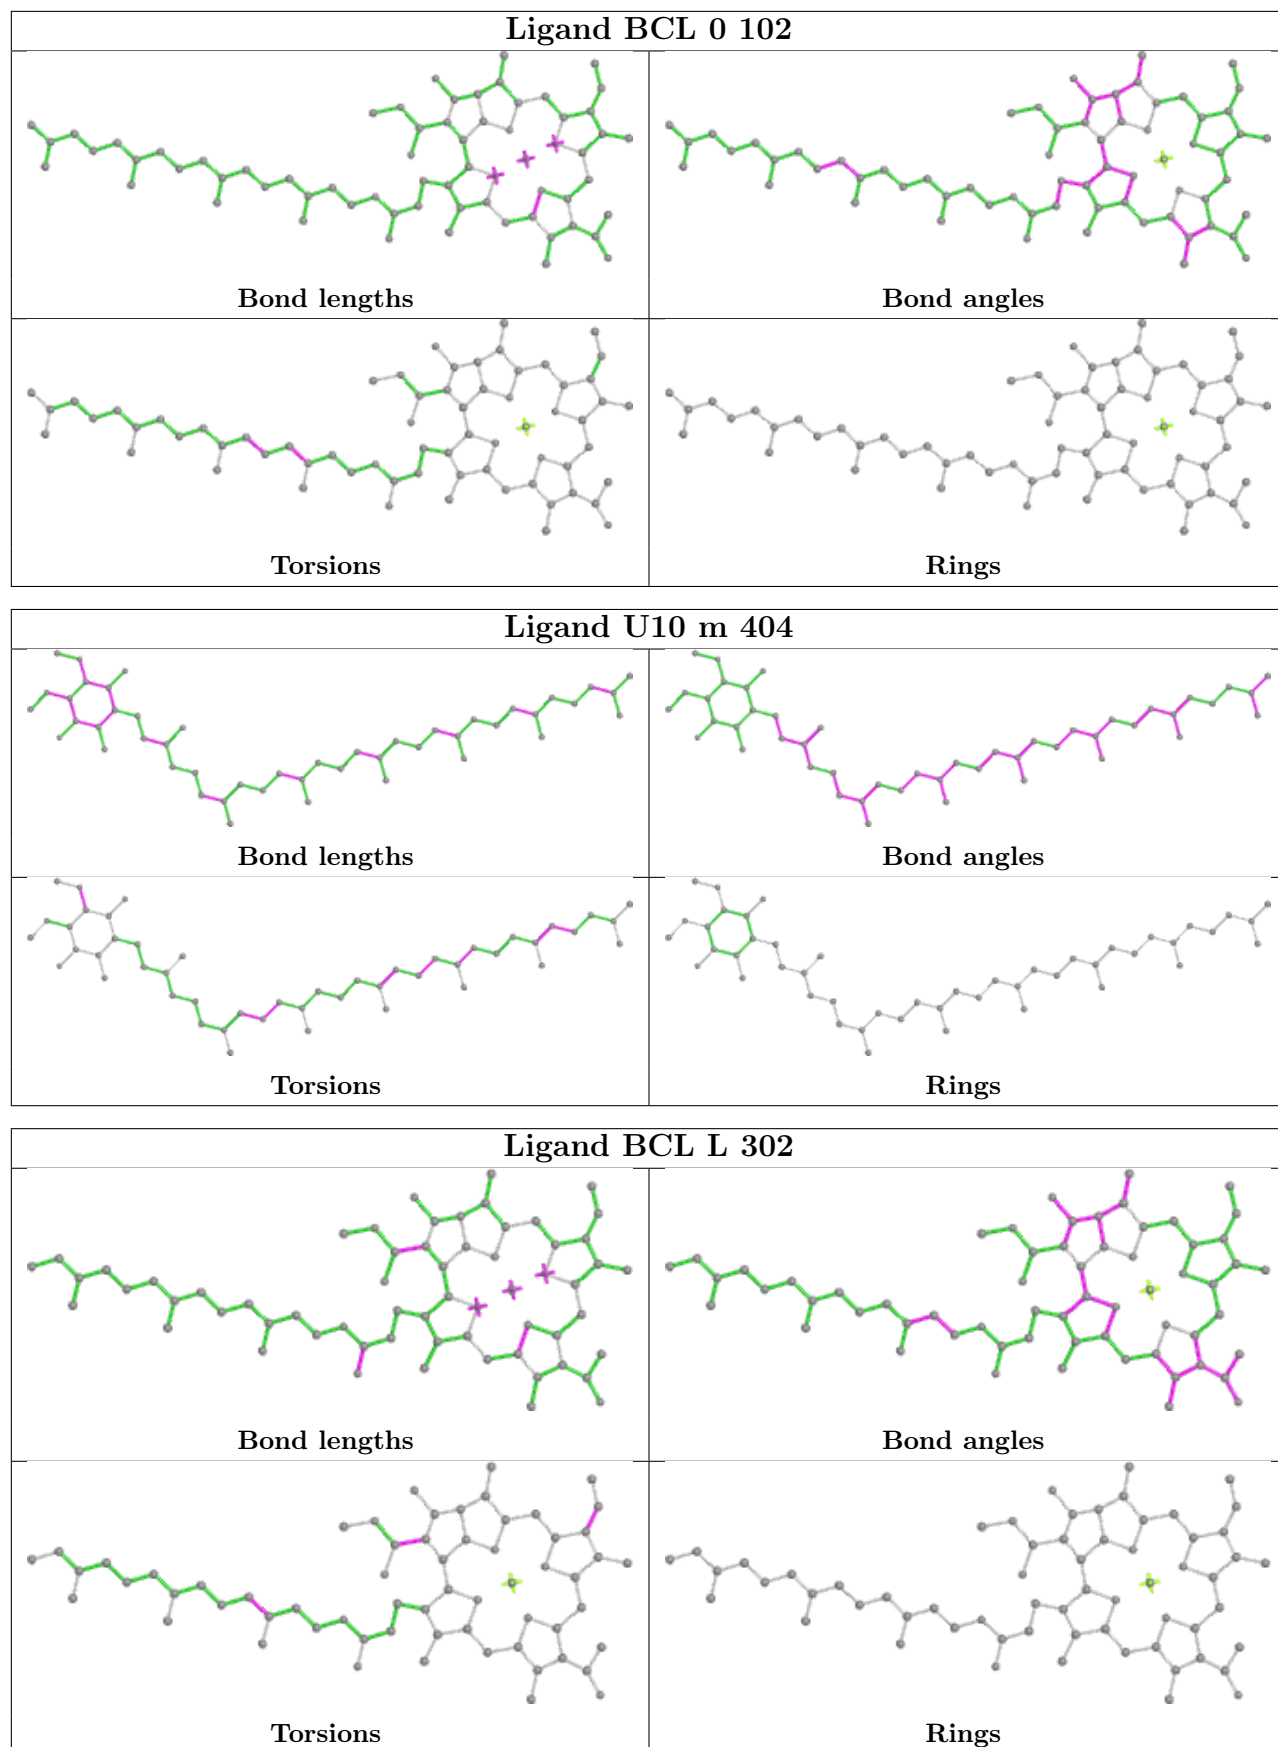 Ligand BCL 0 102
Bond lengths
Bond angles
Torsions
Rings
Ligand U10 m 404
Bond lengths
Bond angles
Torsions
Rings
Ligand BCL L 302
Bond lengths
Bond angles
Torsions
Rings